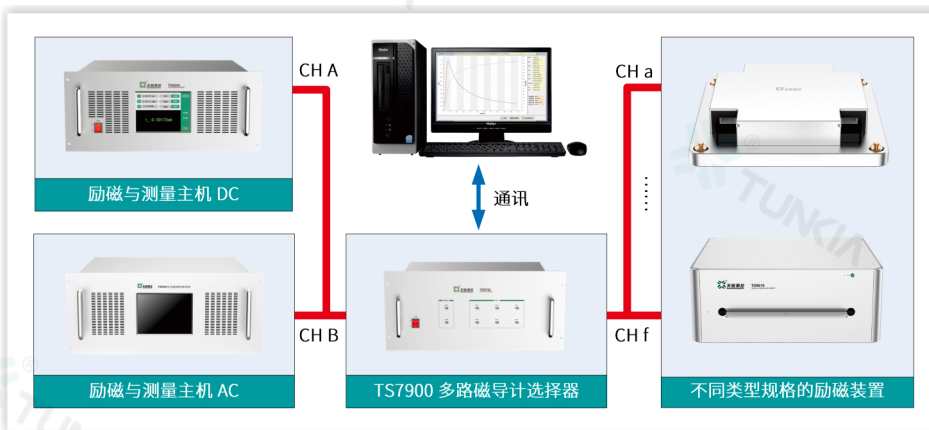 CH A
CH a
励磁与测量主机 DC
通讯
TUNKIA
CH B
CH f
励磁与测量主机 AC
TS7900 多路磁导计选择器
不同类型规格的励磁装置